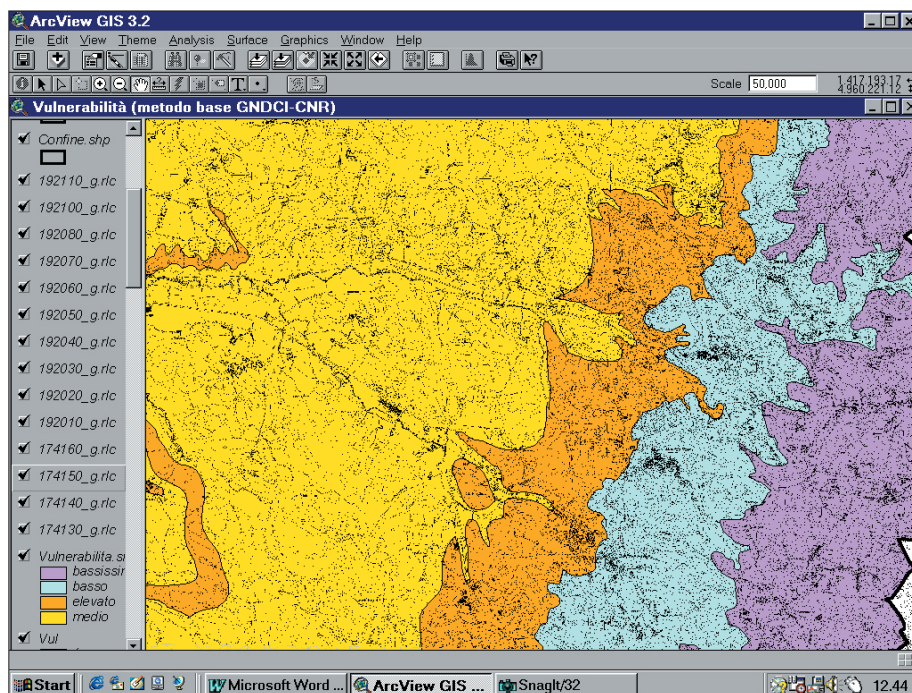 ArcView GIS 3.2
File Edit View Theme Analysis Surface Graphics Window Help
Scale 50,000 1.417.193.17
4.960.221.12
Vulnerabilità (metodo base GNDCI-CNR)
Confine.shp
192110_g.rlc
192100_g.rlc
192080_g.rlc
192070_g.rlc
192060_g.rlc
192050_g.rlc
192040_g.rlc
192030_g.rlc
192020_g.rlc
192010_g.rlc
174160_g.rlc
174150_g.rlc
174140_g.rlc
174130_g.rlc
Vulnerabilita.s
bassissir
basso
elevato
medio
Vul
Start Microsoft Word ... ArcView GIS ... SnagIt/32 12.44